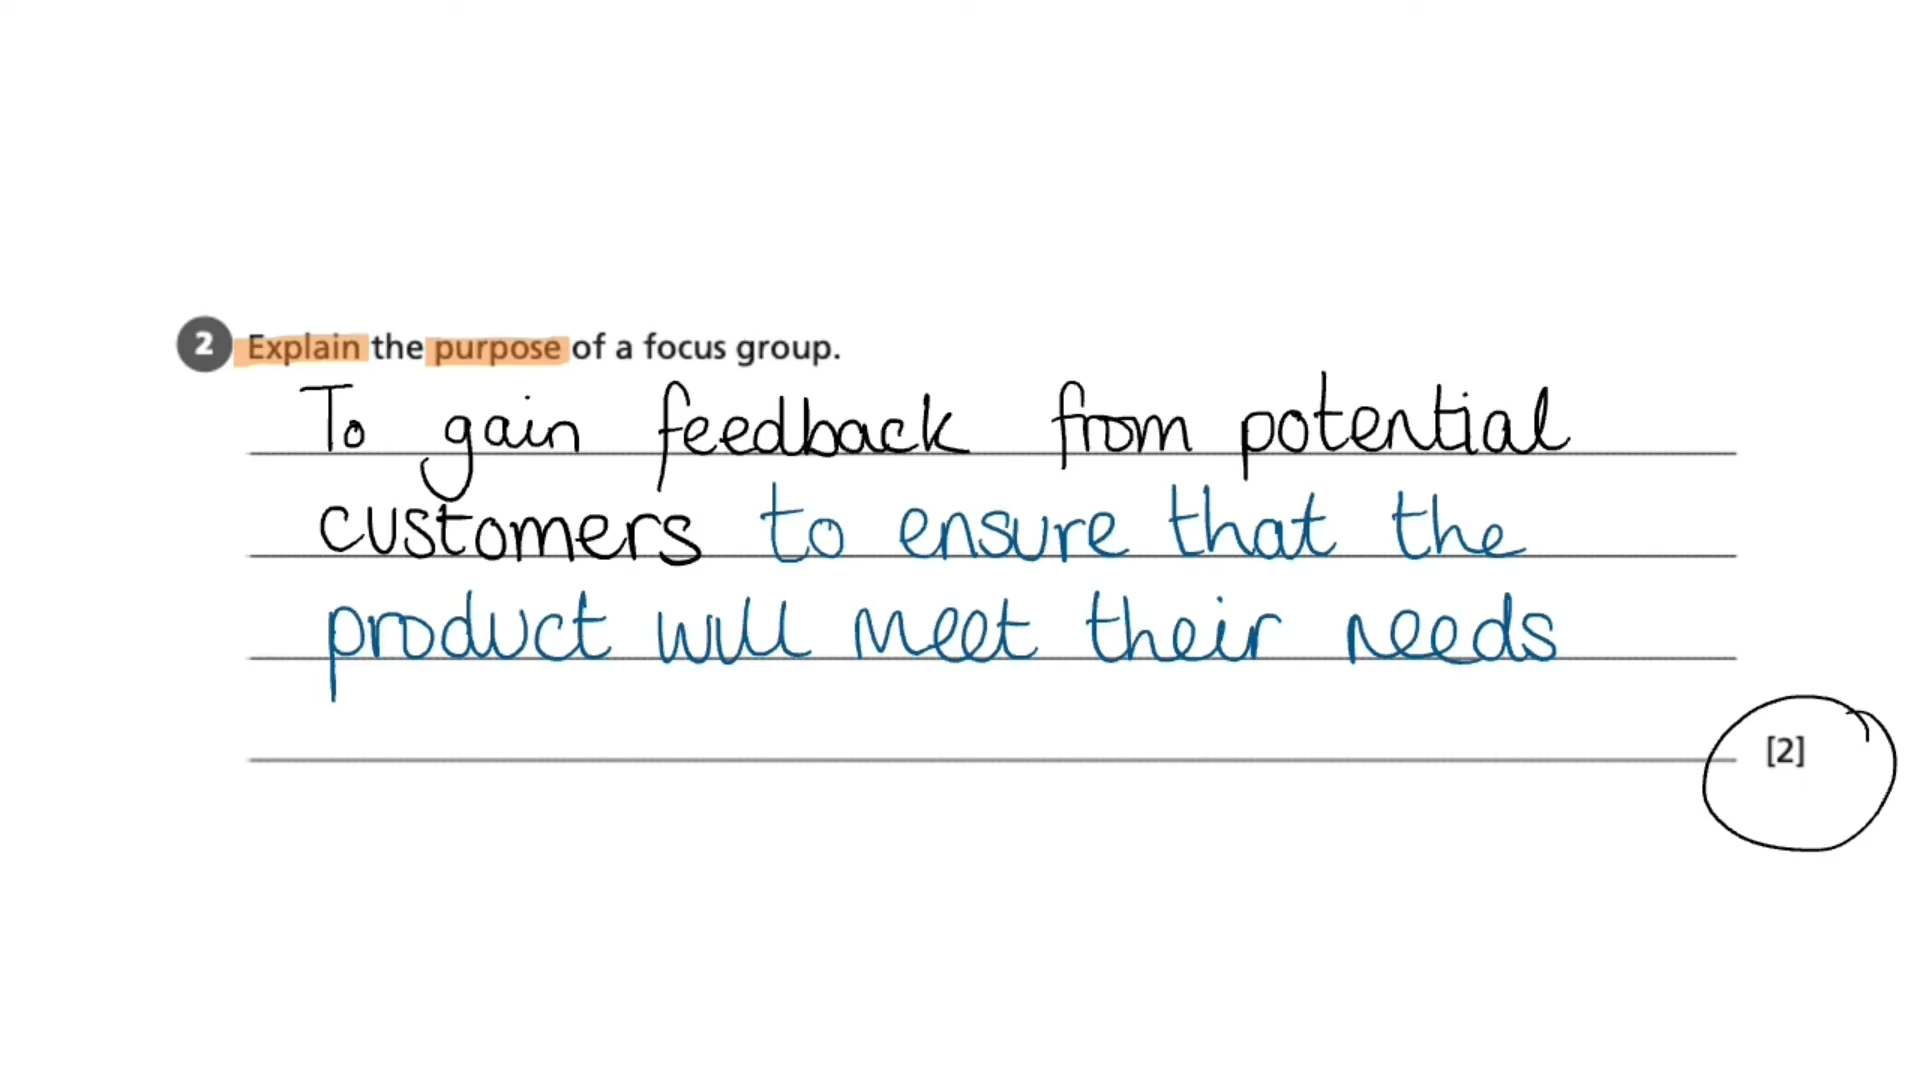 2 Explain the purpose of a focus group.
To gain feedback from potential
customers to ensure that the
product will meet their needs
[2]